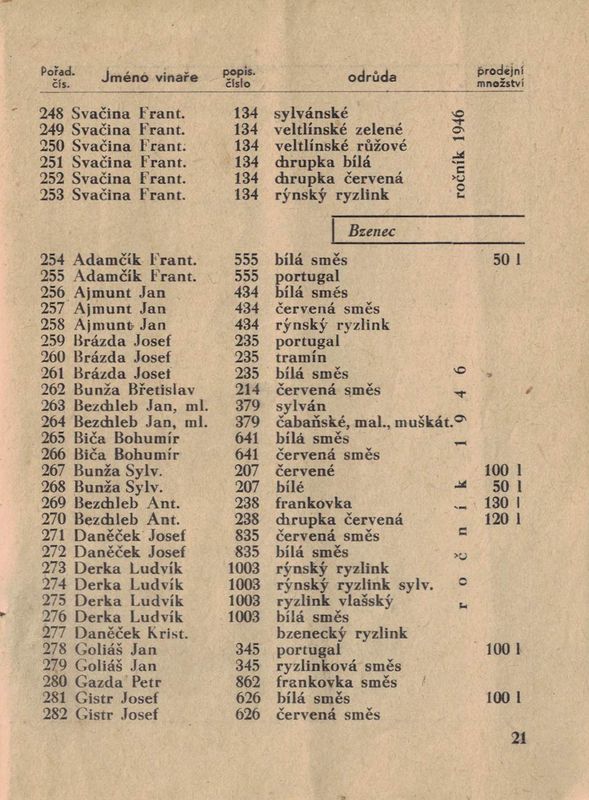 Pořad. čís. Jméno vinaře popis. číslo odrůda prodejní množství
248 Svačina Frant. 134 sylvánské
249 Svačina Frant. 134 veltlínské zelené
250 Svačina Frant. 134 veltlínské růžové
251 Svačina Frant. 134 chrupka bílá
252 Svačina Frant. 134 chrupka červená
253 Svačina Frant. 134 rýnský ryzlink
ročník 1946
Bzenec
254 Adamčík Frant. 555 bílá směs 50 l
255 Adamčík Frant. 555 portugal
256 Ajmunt Jan 434 bílá směs
257 Ajmunt Jan 434 červená směs
258 Ajmunt Jan 434 rýnský ryzlink
259 Brázda Josef 235 portugal
260 Brázda Josef 235 tramín
261 Brázda Josef 235 bílá směs
262 Bunža Břetislav 214 červená směs
263 Bezchleb Jan, ml. 379 sylván
264 Bezchleb Jan, ml. 379 čabaňské, mal., muškát.
265 Biča Bohumír 641 bílá směs
266 Biča Bohumír 641 červená směs
267 Bunža Sylv. 207 červené 100 l
268 Bunža Sylv. 207 bílé 50 l
269 Bezchleb Ant. 238 frankovka 130 l
270 Bezchleb Ant. 238 chrupka červená 120 l
271 Daněček Josef 835 červená směs
272 Daněček Josef 835 bílá směs
273 Derka Ludvík 1003 rýnský ryzlink
274 Derka Ludvík 1003 rýnský ryzlink sylv.
275 Derka Ludvík 1003 ryzlink vlašský
276 Derka Ludvík 1003 bílá směs
277 Daněček Krist. bzenecký ryzlink
278 Goliáš Jan 345 portugal 100 l
279 Goliáš Jan 345 ryzlinková směs
280 Gazda Petr 862 frankovka směs
281 Gistr Josef 626 bílá směs 100 l
282 Gistr Josef 626 červená směs
ročník 1946
21